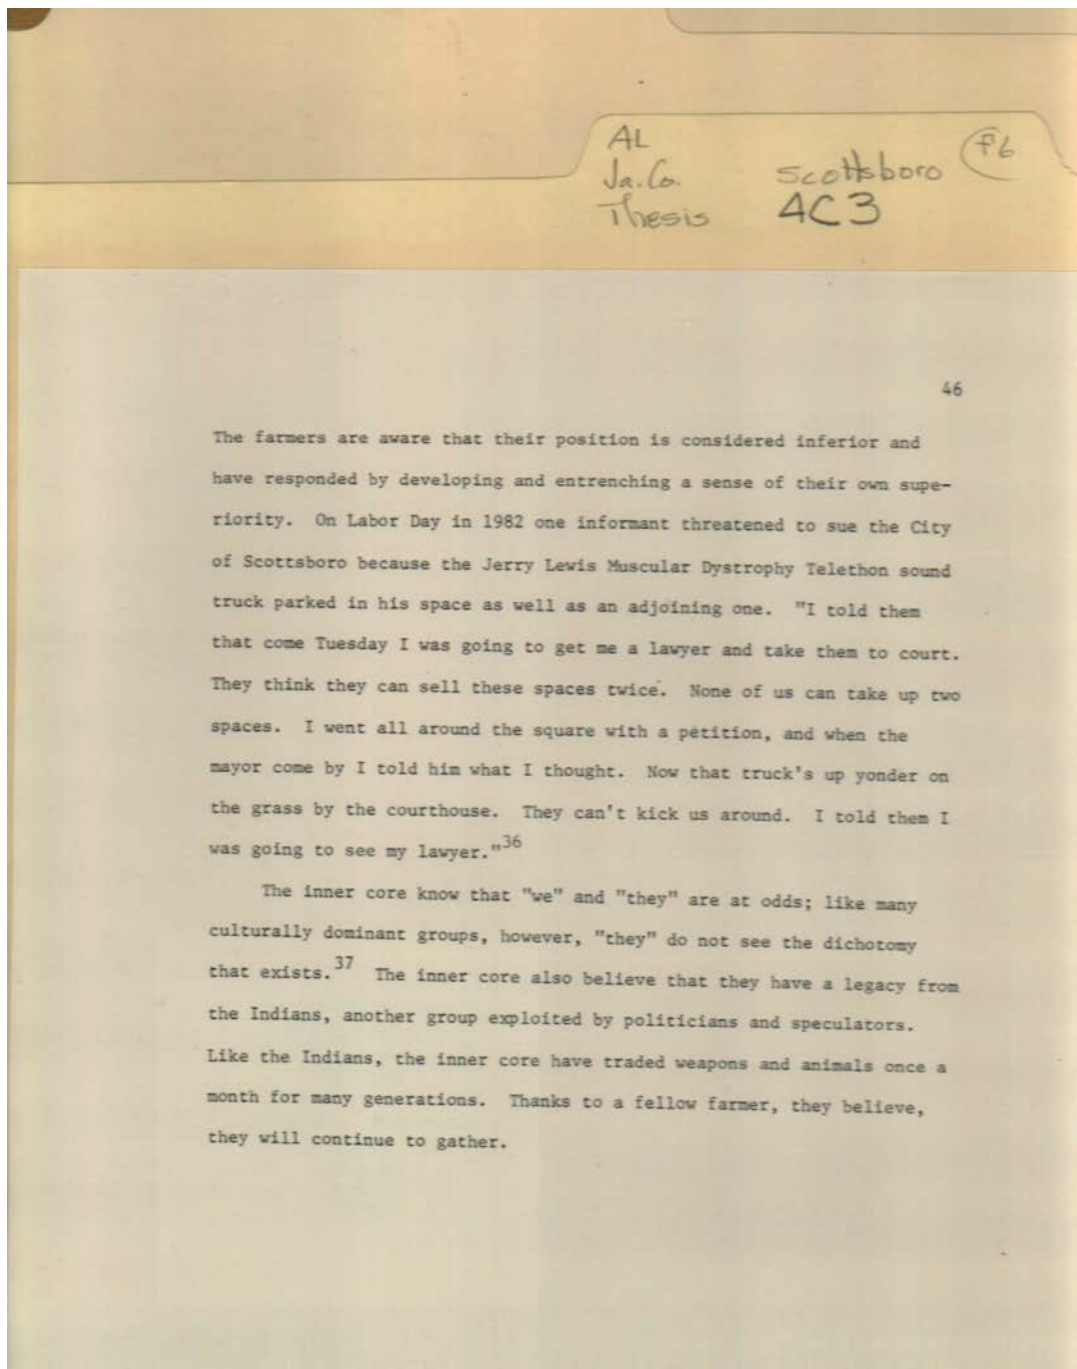 AL
Ja. Co. Scottsboro P6
Thesis 4C3
46
The farmers are aware that their position is considered inferior and
have responded by developing and entrenching a sense of their own supe-
riority. On Labor Day in 1982 one informant threatened to sue the City
of Scottsboro because the Jerry Lewis Muscular Dystrophy Telethon sound
truck parked in his space as well as an adjoining one. "I told them
that come Tuesday I was going to get me a lawyer and take them to court.
They think they can sell these spaces twice. None of us can take up two
spaces. I went all around the square with a petition, and when the
mayor come by I told him what I thought. Now that truck's up yonder on
the grass by the courthouse. They can't kick us around. I told them I
was going to see my lawyer."36
The inner core know that "we" and "they" are at odds; like many
culturally dominant groups, however, "they" do not see the dichotomy
that exists.37 The inner core also believe that they have a legacy from
the Indians, another group exploited by politicians and speculators.
Like the Indians, the inner core have traded weapons and animals once a
month for many generations. Thanks to a fellow farmer, they believe,
they will continue to gather.